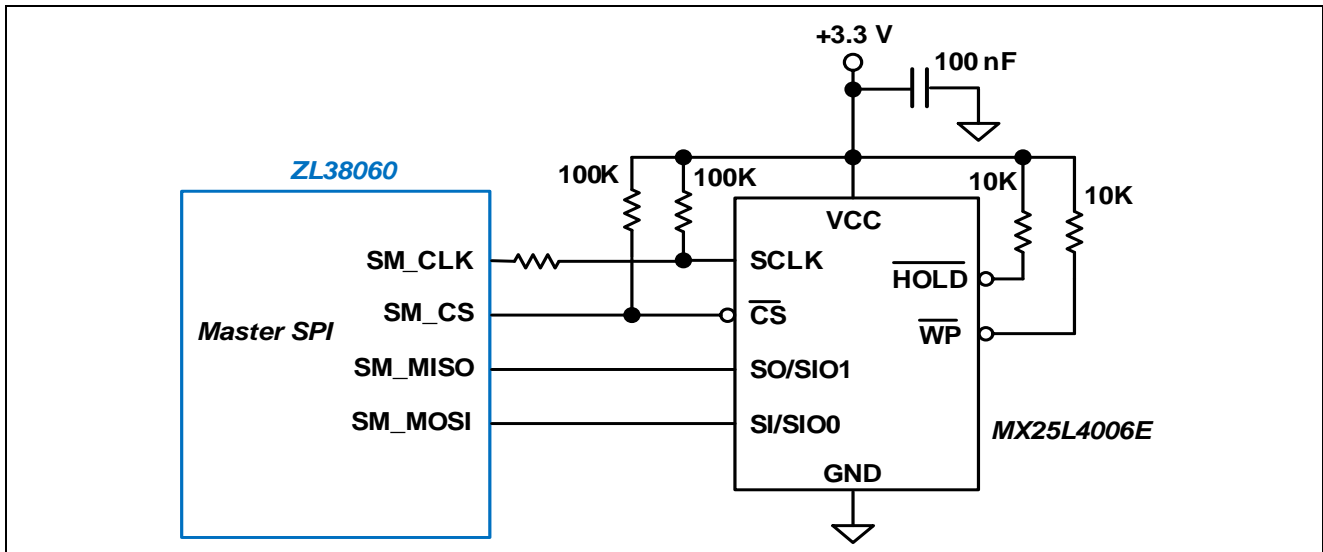 +3.3 V
100 nF
ZL38060
100K
100K
10K
10K
VCC
SM_CLK
SCLK
HOLD
SM_CS
CS
Master SPI
WP
SM_MISO
SO/SIO1
SM_MOSI
SI/SIO0
MX25L4006E
GND